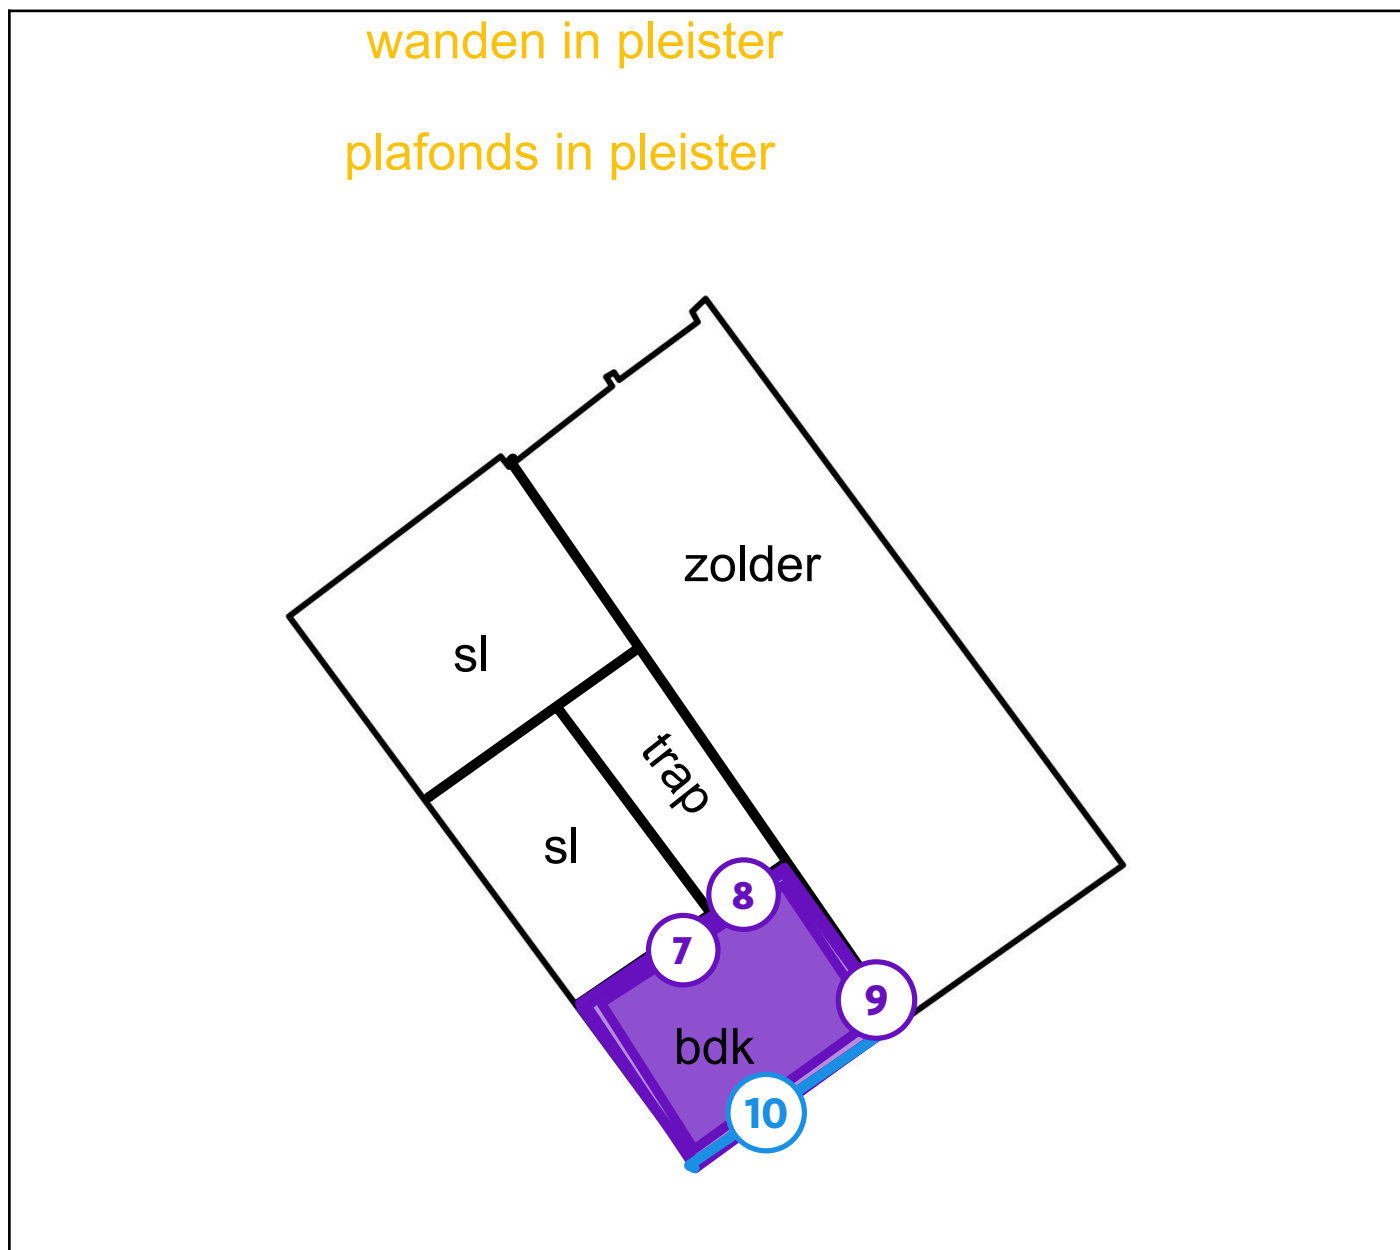 wanden in pleister
plafonds in pleister
zolder
sl
trap
sl
8
7
9
bdk
10